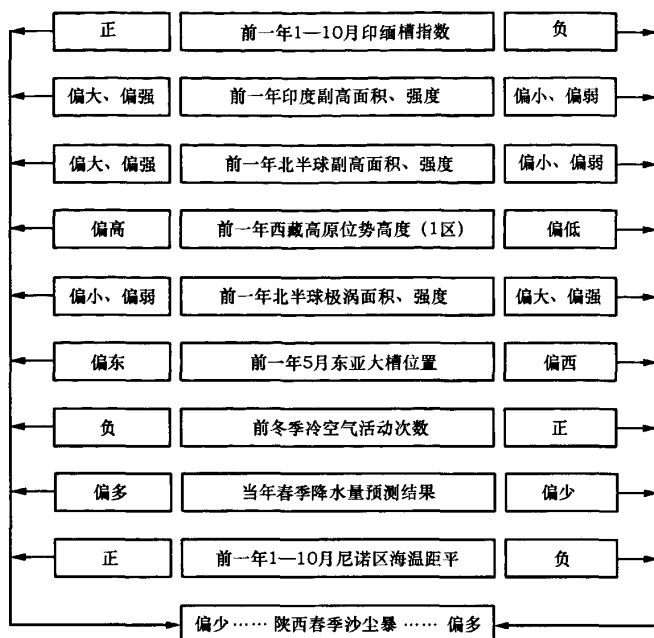 正 前一年1—10月印缅槽指数 负
偏大、偏强 前一年印度副高面积、强度 偏小、偏弱
偏大、偏强 前一年北半球副高面积、强度 偏小、偏弱
偏高 前一年西藏高原位势高度（1区） 偏低
偏小、偏弱 前一年北半球极涡面积、强度 偏大、偏强
偏东 前一年5月东亚大槽位置 偏西
负 前冬季冷空气活动次数 正
偏多 当年春季降水量预测结果 偏少
正 前一年1—10月尼诺区海温距平 负
偏少…… 陕西春季沙尘暴 …… 偏多